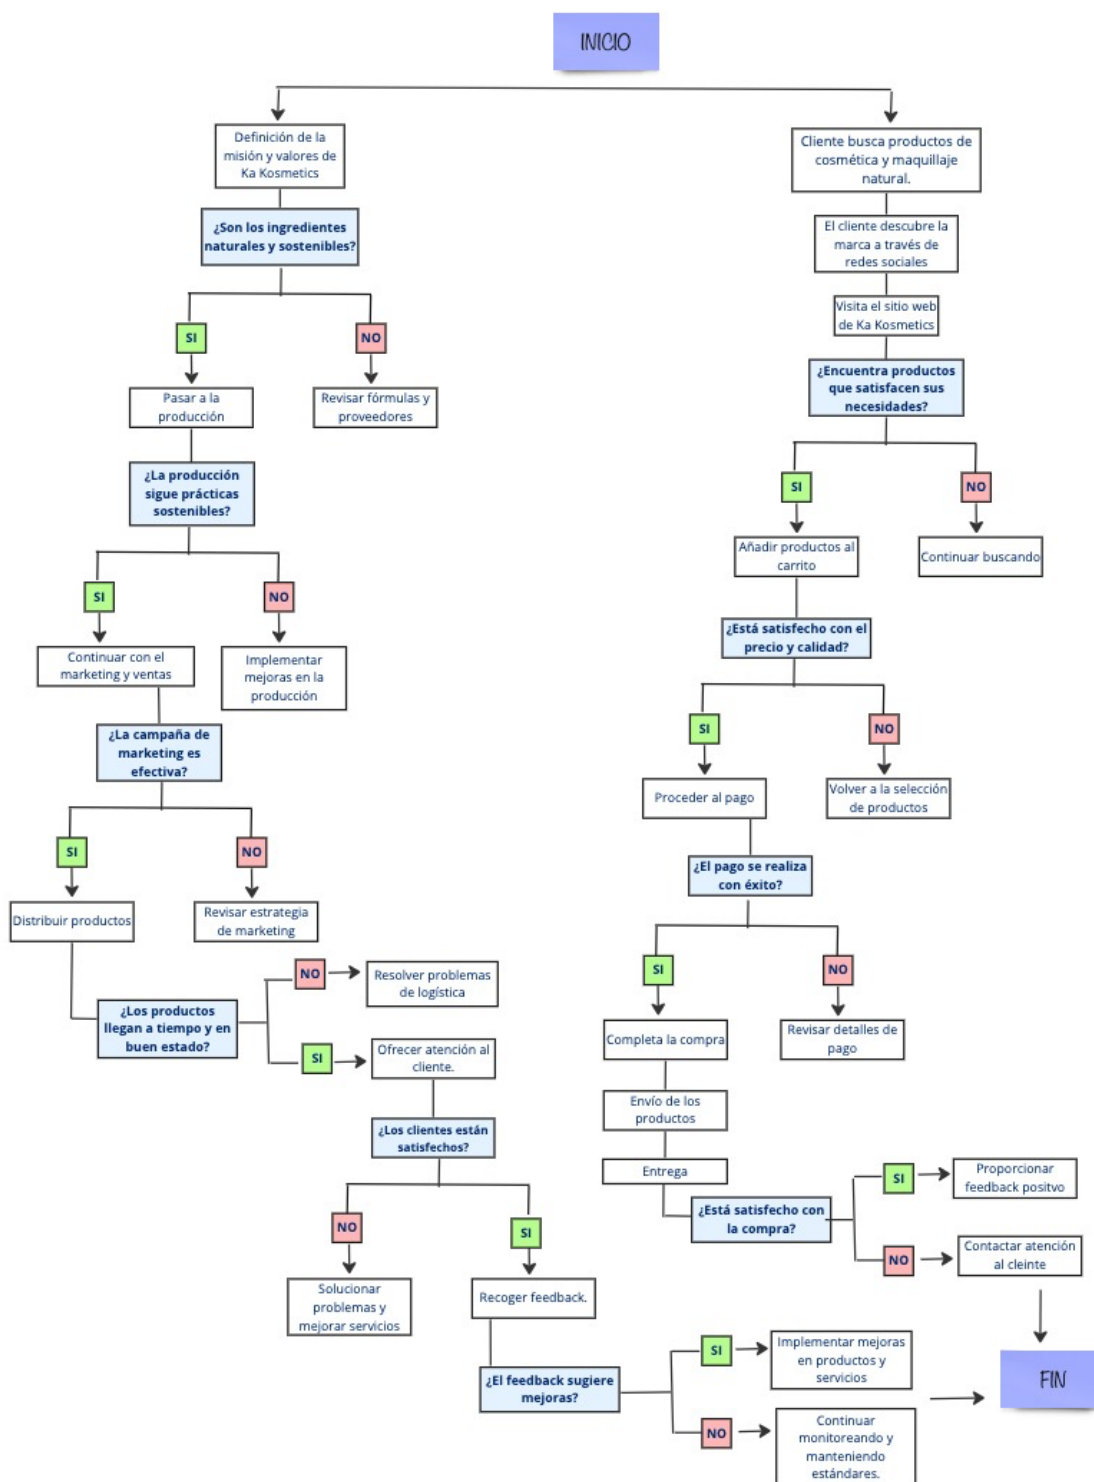 INICIO
Definición de la
misión y valores de
Ka Kosmetics
¿Son los ingredientes
naturales y sostenibles?
SI
NO
Pasar a la
producción
Revisar fórmulas y
proveedores
¿La producción
sigue prácticas
sostenibles?
SI
NO
Continuar con el
marketing y ventas
Implementar
mejoras en la
producción
¿La campaña de
marketing es
efectiva?
SI
NO
Distribuir productos
Revisar estrategia
de marketing
¿Los productos
llegan a tiempo y en
buen estado?
NO
Resolver problemas
de logística
SI
Ofrecer atención al
cliente.
¿Los clientes están
satisfechos?
NO
SI
Solucionar
problemas y
mejorar servicios
Recoger feedback.
¿El feedback sugiere
mejoras?
SI
Implementar mejoras
en productos y
servicios
NO
Continuar
monitoreando y
manteniendo
estándares.
Cliente busca productos de
cosmética y maquillaje
natural.
El cliente descubre la
marca a través de
redes sociales
Visita el sitio web
de Ka Kosmetics
¿Encuentra productos
que satisfacen sus
necesidades?
SI
NO
Añadir productos al
carrito
Continuar buscando
¿Está satisfecho con el
precio y calidad?
SI
NO
Proceder al pago
Volver a la selección
de productos
¿El pago se realiza
con éxito?
SI
NO
Completa la compra
Revisar detalles de
pago
Envío de los
productos
Entrega
¿Está satisfecho con
la compra?
SI
Proporcionar
feedback positvo
NO
Contactar atención
al cleinte
FIN